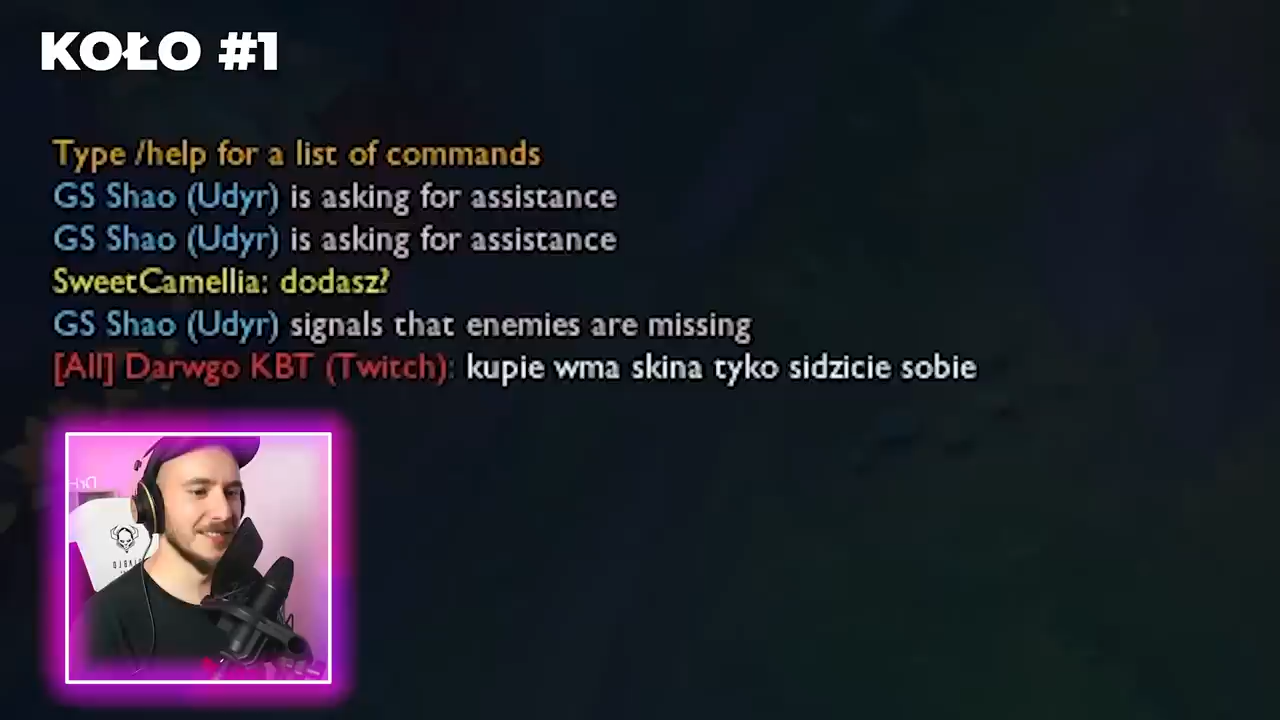 KOŁO #1
Type /help for a list of commands
GS Shao (Udyr) is asking for assistance
GS Shao (Udyr) is asking for assistance
SweetCamellia: dodasz?
GS Shao (Udyr) signals that enemies are missing
[All] Darwgo KBT (Twitch): kupie wma skina tyko sidzicie sobie